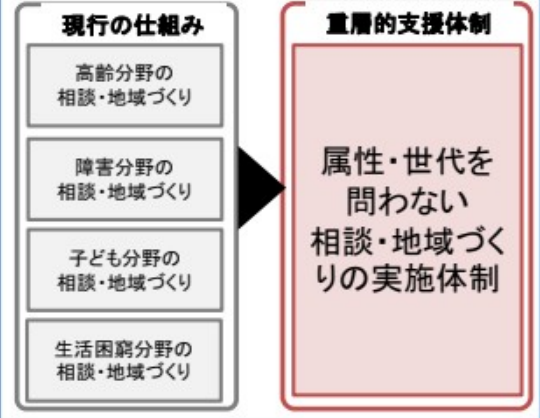 現行の仕組み
高齢分野の
相談・地域づくり
障害分野の
相談・地域づくり
子ども分野の
相談・地域づくり
生活困窮分野の
相談・地域づくり
重層的支援体制
属性・世代を
問わない
相談・地域づく
りの実施体制